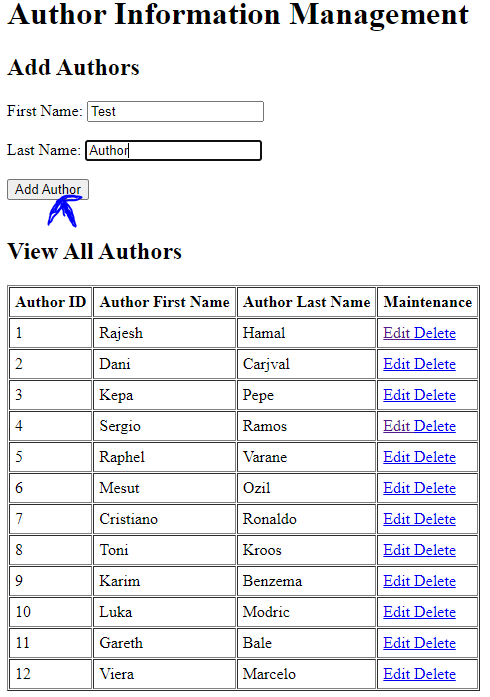 Author Information Management
Add Authors
First Name: Test
Last Name: Author
Add Author
View All Authors
Author ID Author First Name Author Last Name Maintenance
1 Rajesh Hamal Edit Delete
2 Dani Carjval Edit Delete
3 Kepa Pepe Edit Delete
4 Sergio Ramos Edit Delete
5 Raphel Varane Edit Delete
6 Mesut Ozil Edit Delete
7 Cristiano Ronaldo Edit Delete
8 Toni Kroos Edit Delete
9 Karim Benzema Edit Delete
10 Luka Modric Edit Delete
11 Gareth Bale Edit Delete
12 Viera Marcelo Edit Delete